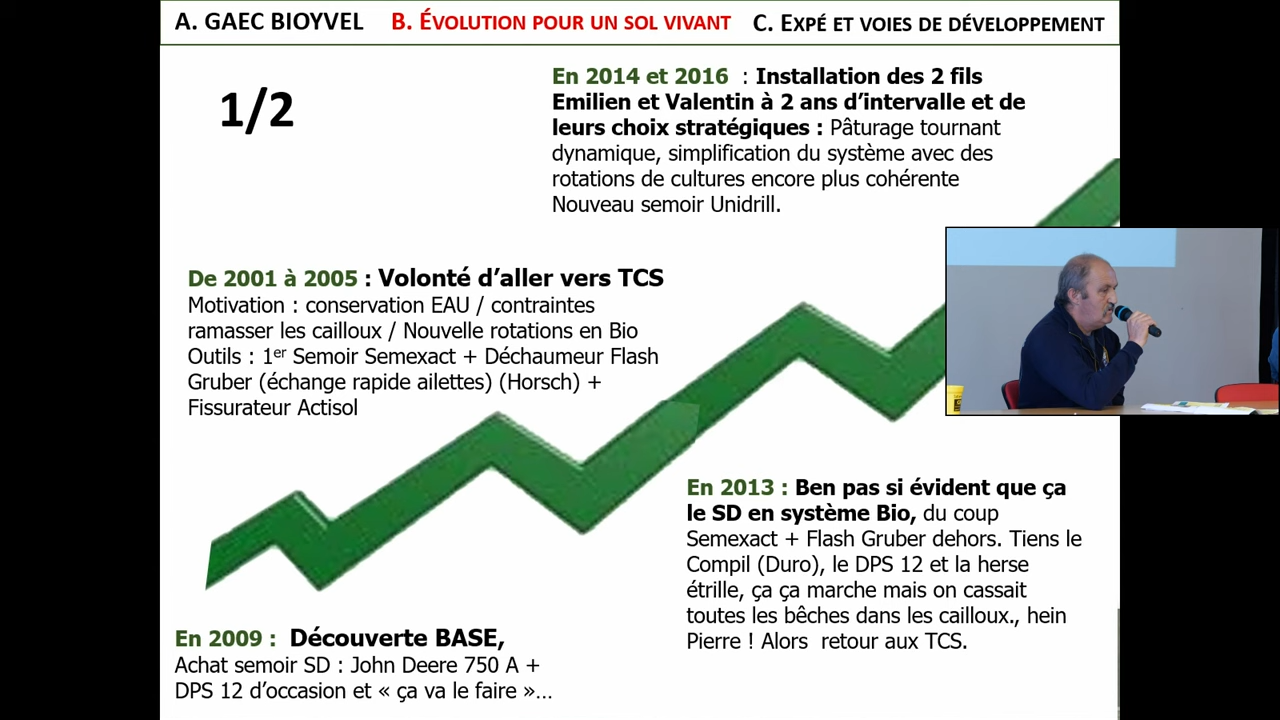 A. GAEC BIOYVEL B. ÉVOLUTION POUR UN SOL VIVANT C. EXPÉ ET VOIES DE DÉVELOPPEMENT
1/2
En 2014 et 2016 : Installation des 2 fils
Emilien et Valentin à 2 ans d’intervalle et de
leurs choix stratégiques : Pâturage tournant
dynamique, simplification du système avec des
rotations de cultures encore plus cohérente
Nouveau semoir Unidrill.
De 2001 à 2005 : Volonté d’aller vers TCS
Motivation : conservation EAU / contraintes
ramasser les cailloux / Nouvelle rotations en Bio
Outils : 1er Semoir Semexact + Déchaumeur Flash
Gruber (échange rapide ailettes) (Horsch) +
Fissurateur Actisol
En 2013 : Ben pas si évident que ça
le SD en système Bio, du coup
Semexact + Flash Gruber dehors. Tiens le
Compil (Duro), le DPS 12 et la herse
étrille, ça ça marche mais on cassait
toutes les bêches dans les cailloux., hein
Pierre ! Alors retour aux TCS.
En 2009 : Découverte BASE,
Achat semoir SD : John Deere 750 A +
DPS 12 d’occasion et « ça va le faire »…